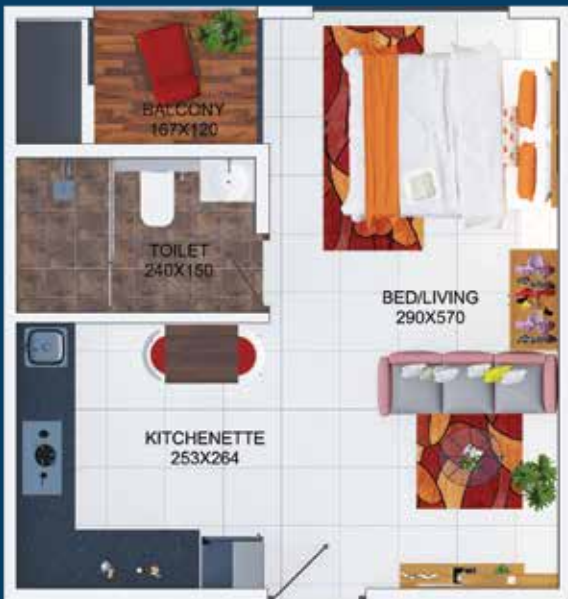 BALCONY
167X120
TOILET
240X150
BED/LIVING
290X570
KITCHENETTE
253X264